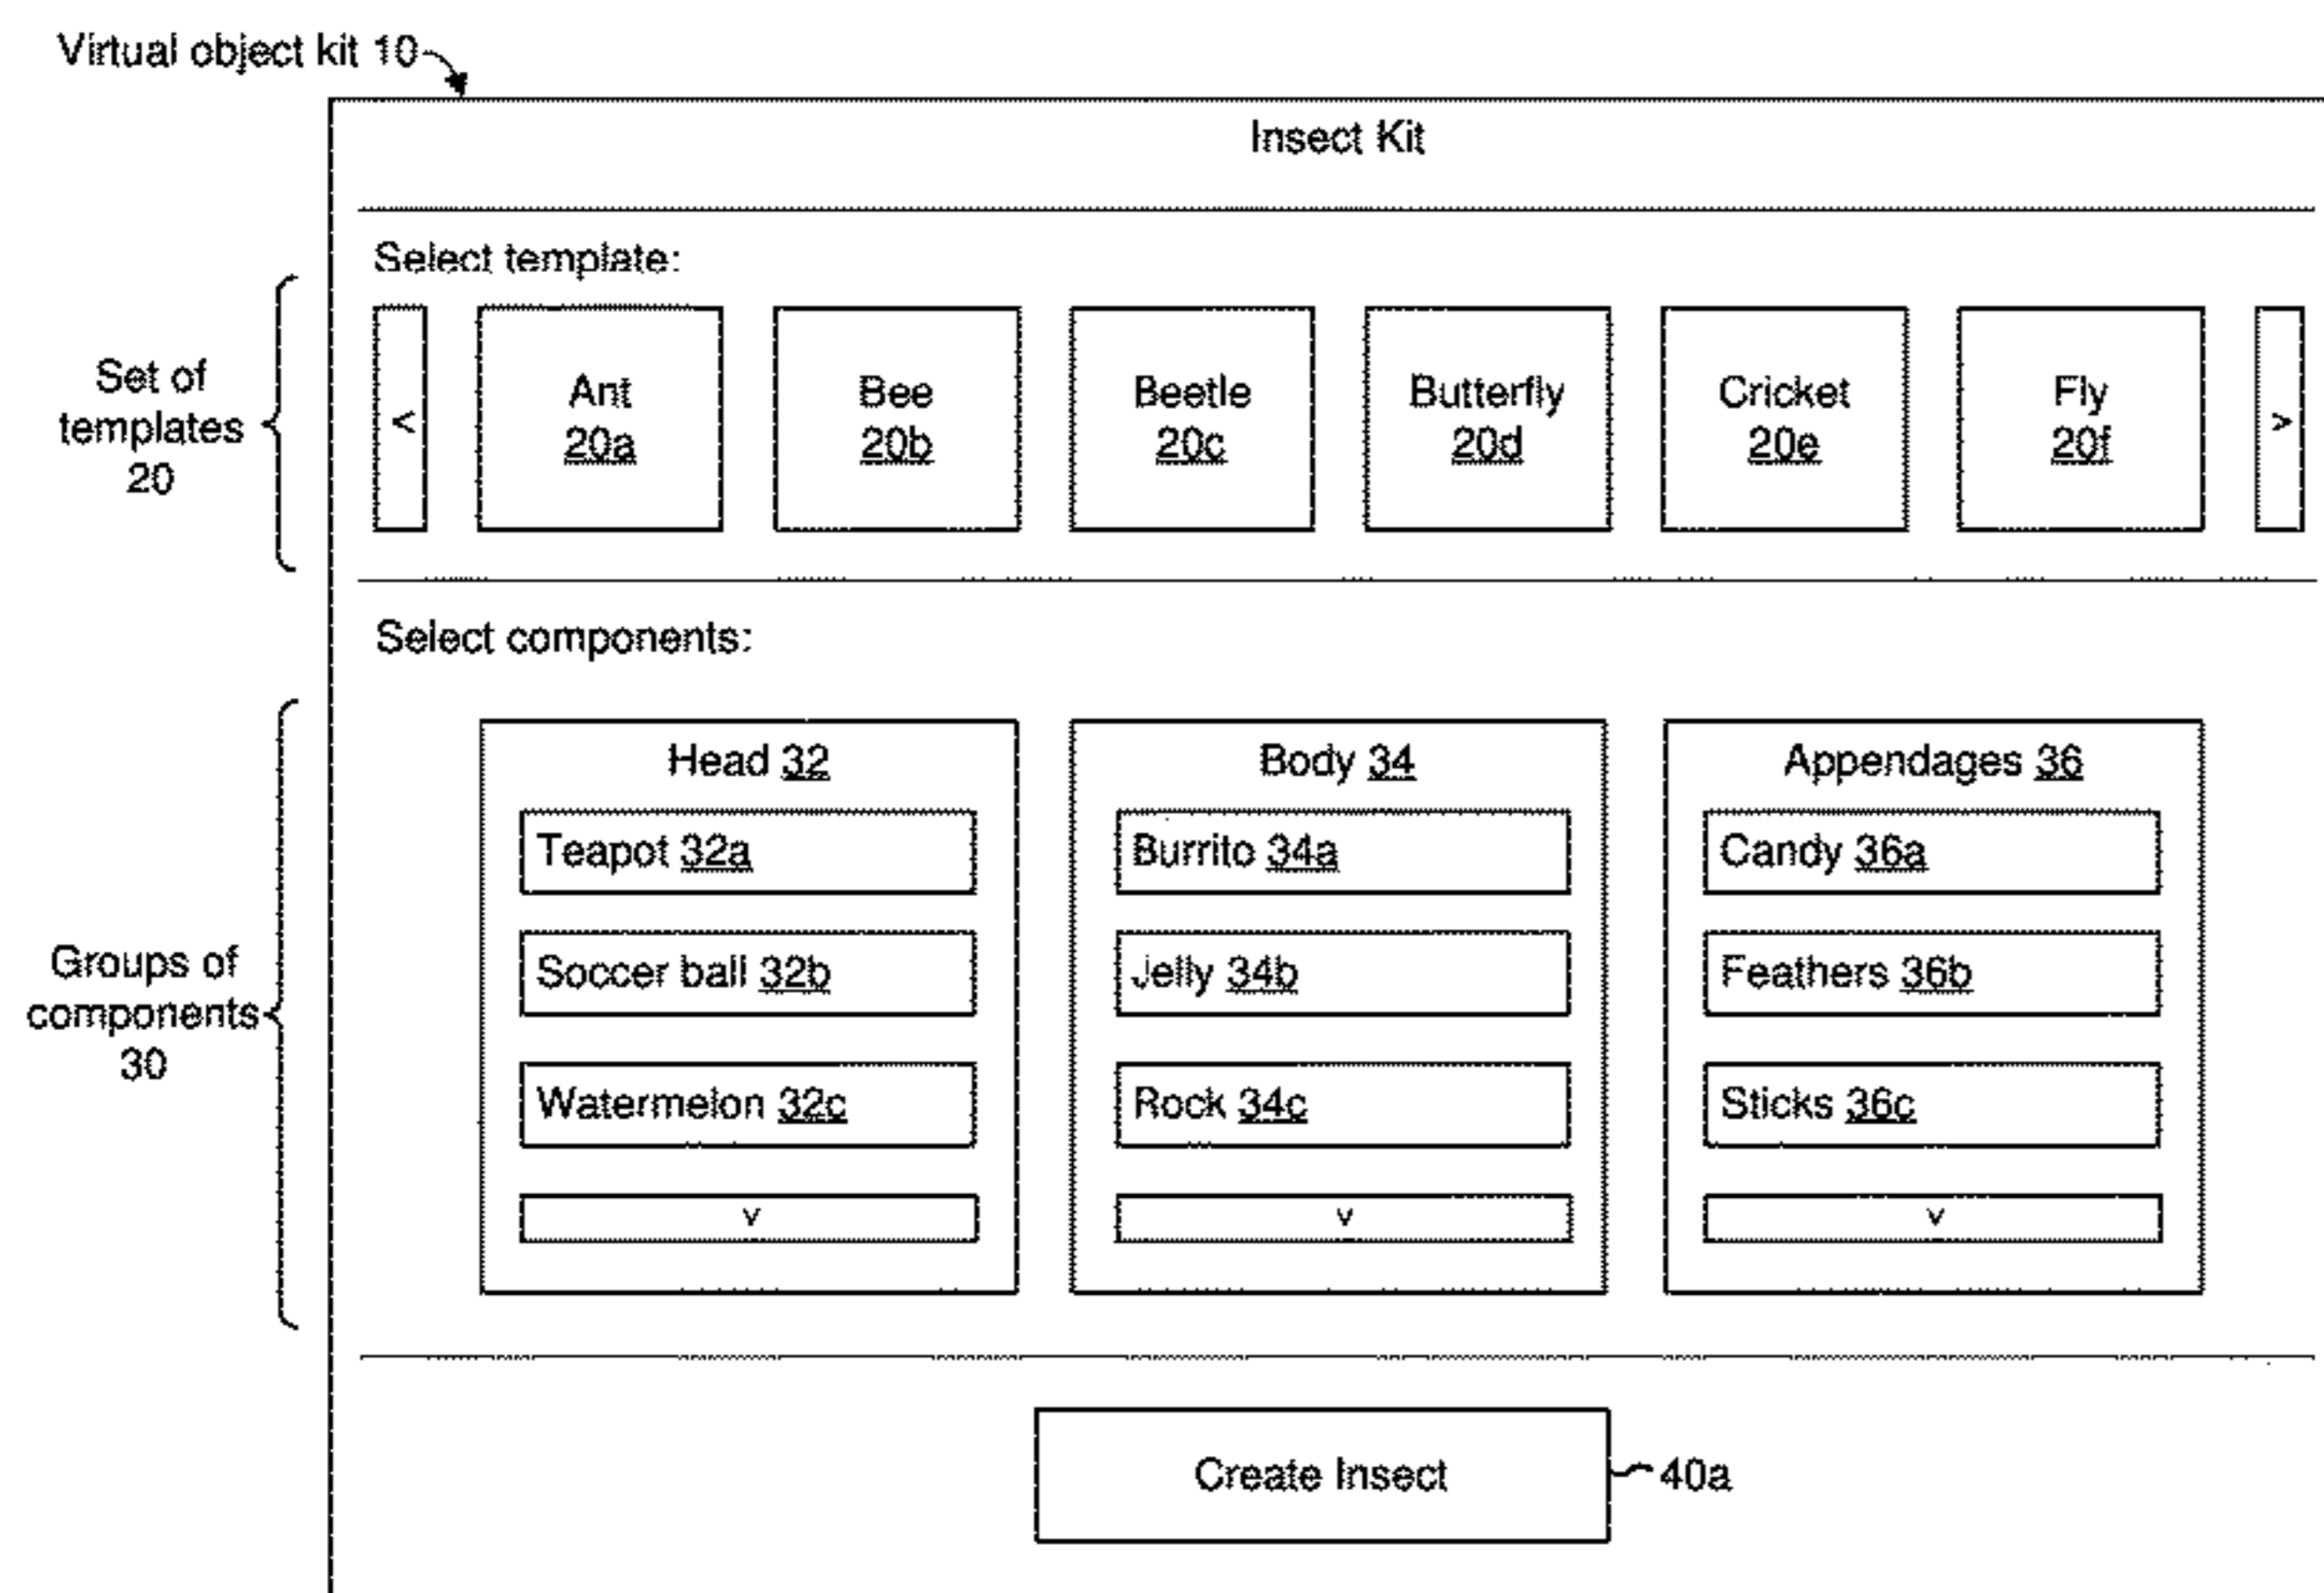 Virtual object kit 10
Insect Kit
Select template:
Set of
templates
20
<
Ant
20a
Bee
20b
Beetle
20c
Butterfly
20d
Cricket
20e
Fly
20f
>
Select components:
Groups of
components
30
Head 32
Teapot 32a
Soccer ball 32b
Watermelon 32c
v
Body 34
Burrito 34a
Jelly 34b
Rock 34c
v
Appendages 36
Candy 36a
Feathers 36b
Sticks 36c
v
Create Insect
40a